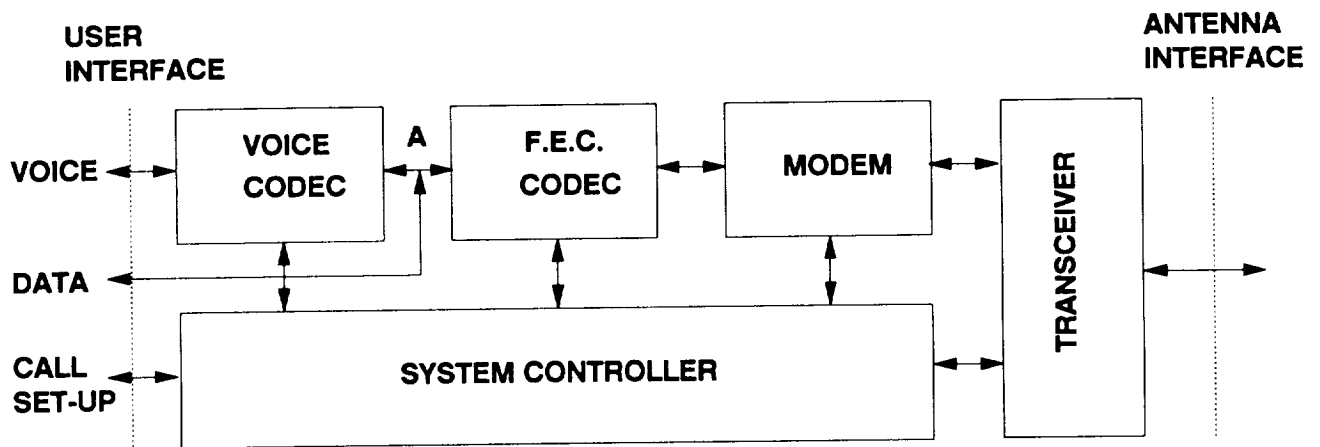 USER
INTERFACE
ANTENNA
INTERFACE
VOICE
VOICE
CODEC
A
F.E.C.
CODEC
MODEM
TRANSCEIVER
DATA
CALL
SET-UP
SYSTEM CONTROLLER